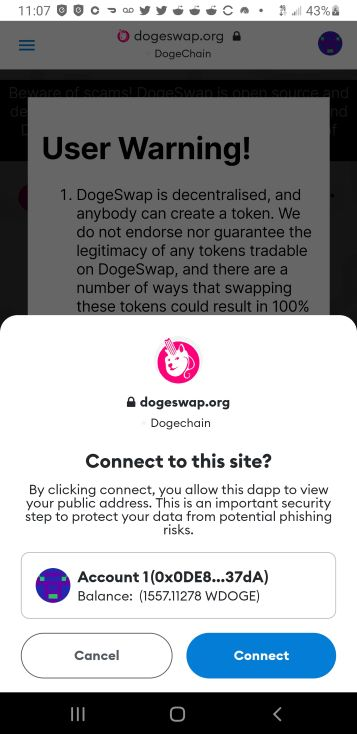 11:07
43%
dogeswap.org
DogeChain
Beware of scams! DogeSwap is open source and
User Warning!
1. DogeSwap is decentralised, and
anybody can create a token. We
do not endorse nor guarantee the
legitimacy of any tokens tradable
on DogeSwap, and there are a
number of ways that swapping
these tokens could result in 100%
dogeswap.org
Dogechain
Connect to this site?
By clicking connect, you allow this dapp to view
your public address. This is an important security
step to protect your data from potential phishing
risks.
Account 1 (0x0DE8...37dA)
Balance: (1557.11278 WDOGE)
Cancel
Connect